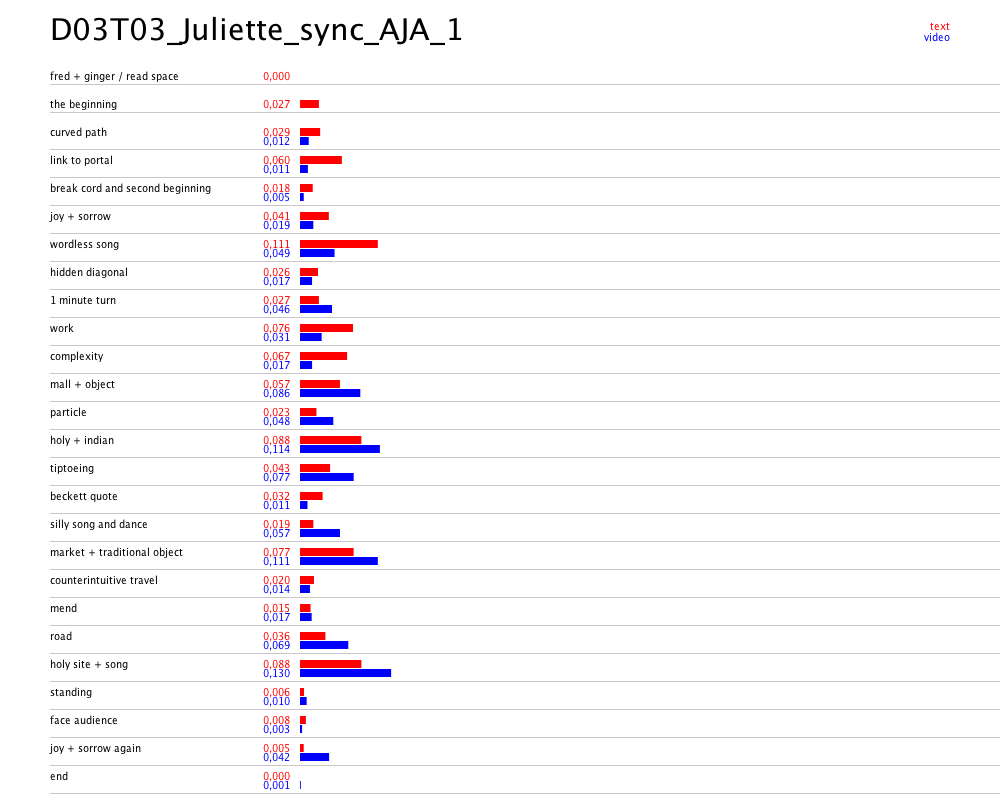 D03T03_Juliette_sync_AJA_1
text
video
fred + ginger / read space 0,000
the beginning 0,027
curved path 0,029
0,012
link to portal 0,060
0,011
break cord and second beginning 0,018
0,005
joy + sorrow 0,041
0,019
wordless song 0,111
0,049
hidden diagonal 0,026
0,017
1 minute turn 0,027
0,046
work 0,076
0,031
complexity 0,067
0,017
mall + object 0,057
0,086
particle 0,023
0,048
holy + indian 0,088
0,114
tiptoeing 0,043
0,077
beckett quote 0,032
0,011
silly song and dance 0,019
0,057
market + traditional object 0,077
0,111
counterintuitive travel 0,020
0,014
mend 0,015
0,017
road 0,036
0,069
holy site + song 0,088
0,130
standing 0,006
0,010
face audience 0,008
0,003
joy + sorrow again 0,005
0,042
end 0,000
0,001